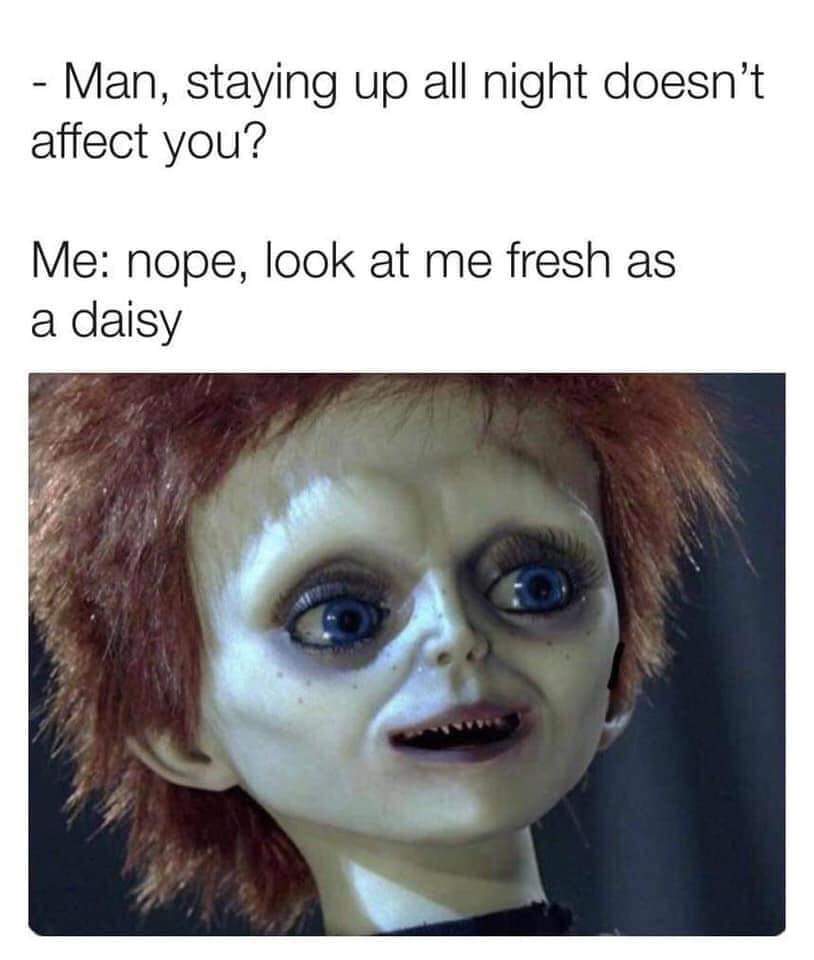 - Man, staying up all night doesn’t
affect you?
Me: nope, look at me fresh as
a daisy